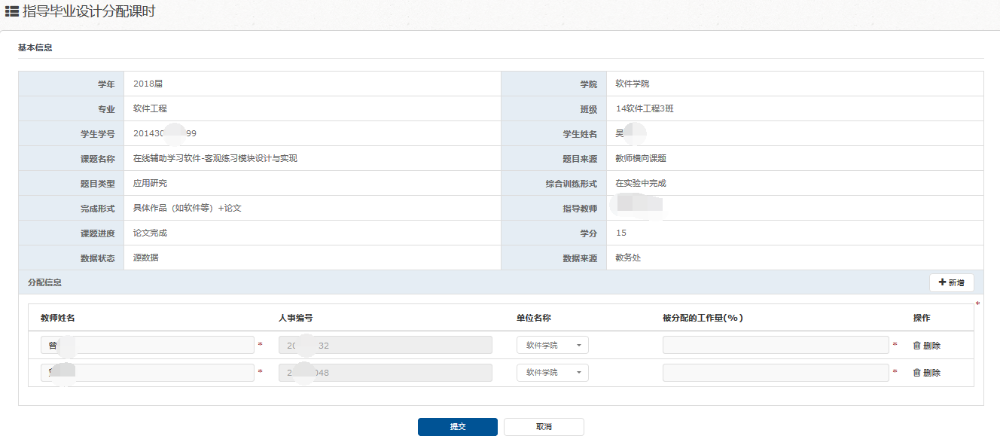 指导毕业设计分配课时
基本信息
学年 2018届 学院 软件学院
专业 软件工程 班级 14软件工程3班
学生学号 201430 99 学生姓名 吴
课题名称 在线辅助学习软件-客观练习模块设计与实现 题目来源 教师横向课题
题目类型 应用研究 综合训练形式 在实验中完成
完成形式 具体作品（如软件等）+论文 指导教师
课题进度 论文完成 学分 15
数据状态 源数据 数据来源 教务处
分配信息 新增
*
教师姓名 人事编号 单位名称 被分配的工作量(%) 操作
曾 * 20 32 软件学院 * 删除
* 2 048 软件学院 * 删除
提交 取消